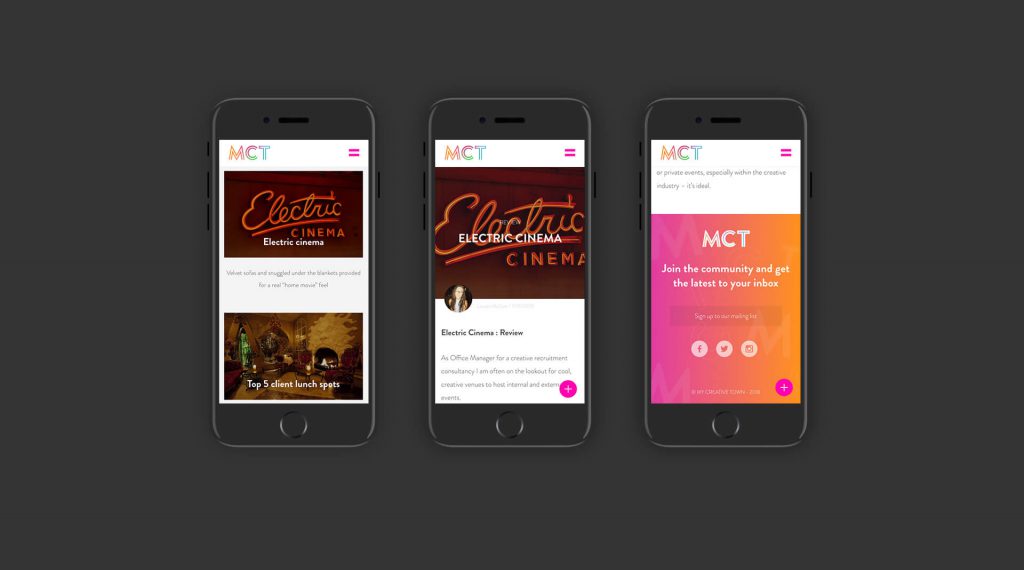 MCT
Electric
CINEMA
Electric cinema
Velvet sofas and snuggled under the blankets provided
for a real "home movie" feel
Top 5 client lunch spots
MCT
Electric
CINEMA
REVIEW
ELECTRIC CINEMA
Electric Cinema : Review
As Office Manager for a creative recruitment
consultancy I am often on the lookout for cool,
creative venues to host internal and extern
events.
MCT
or private events, especially within the creative
industry – it's ideal.
MCT
Join the community and get
the latest to your inbox
Sign up to our mailing list
© MY CREATIVE TOWN - 2018